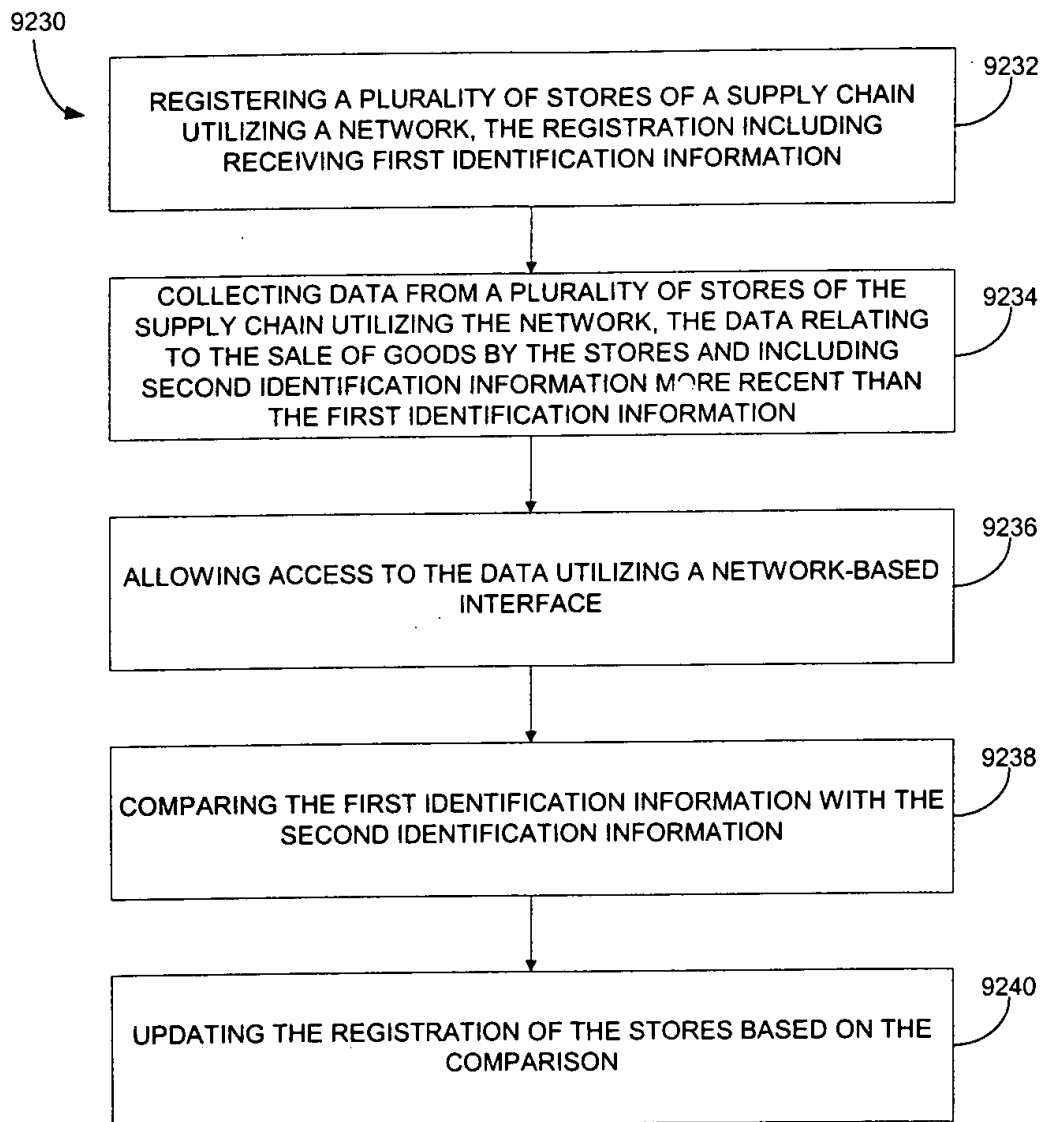 9230
9232
REGISTERING A PLURALITY OF STORES OF A SUPPLY CHAIN
UTILIZING A NETWORK, THE REGISTRATION INCLUDING
RECEIVING FIRST IDENTIFICATION INFORMATION
9234
COLLECTING DATA FROM A PLURALITY OF STORES OF THE
SUPPLY CHAIN UTILIZING THE NETWORK, THE DATA RELATING
TO THE SALE OF GOODS BY THE STORES AND INCLUDING
SECOND IDENTIFICATION INFORMATION MORE RECENT THAN
THE FIRST IDENTIFICATION INFORMATION
9236
ALLOWING ACCESS TO THE DATA UTILIZING A NETWORK-BASED
INTERFACE
9238
COMPARING THE FIRST IDENTIFICATION INFORMATION WITH THE
SECOND IDENTIFICATION INFORMATION
9240
UPDATING THE REGISTRATION OF THE STORES BASED ON THE
COMPARISON